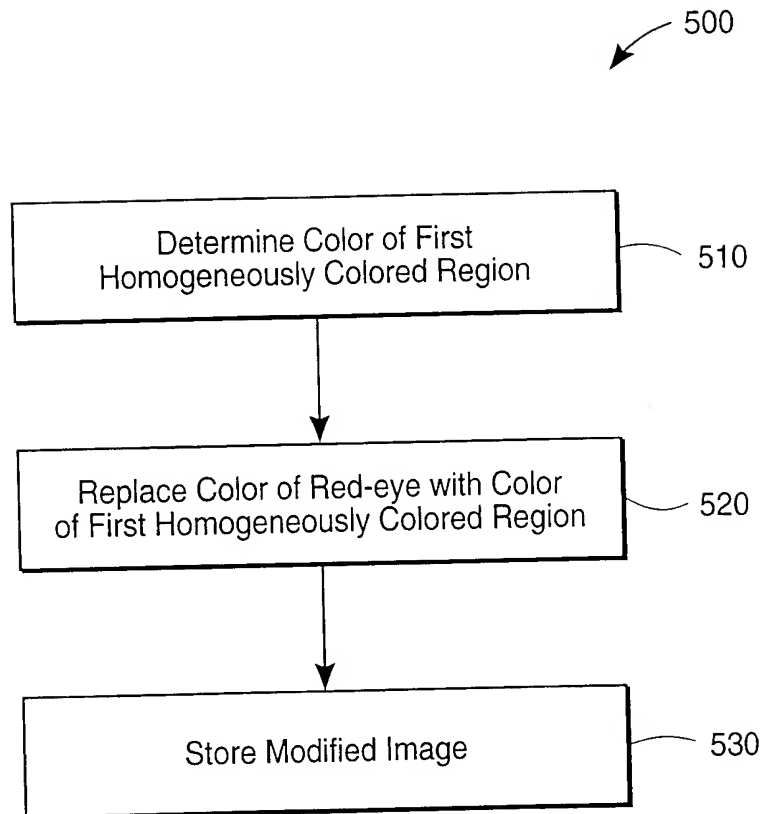 500
Determine Color of First
Homogeneously Colored Region
510
Replace Color of Red-eye with Color
of First Homogeneously Colored Region
520
Store Modified Image
530